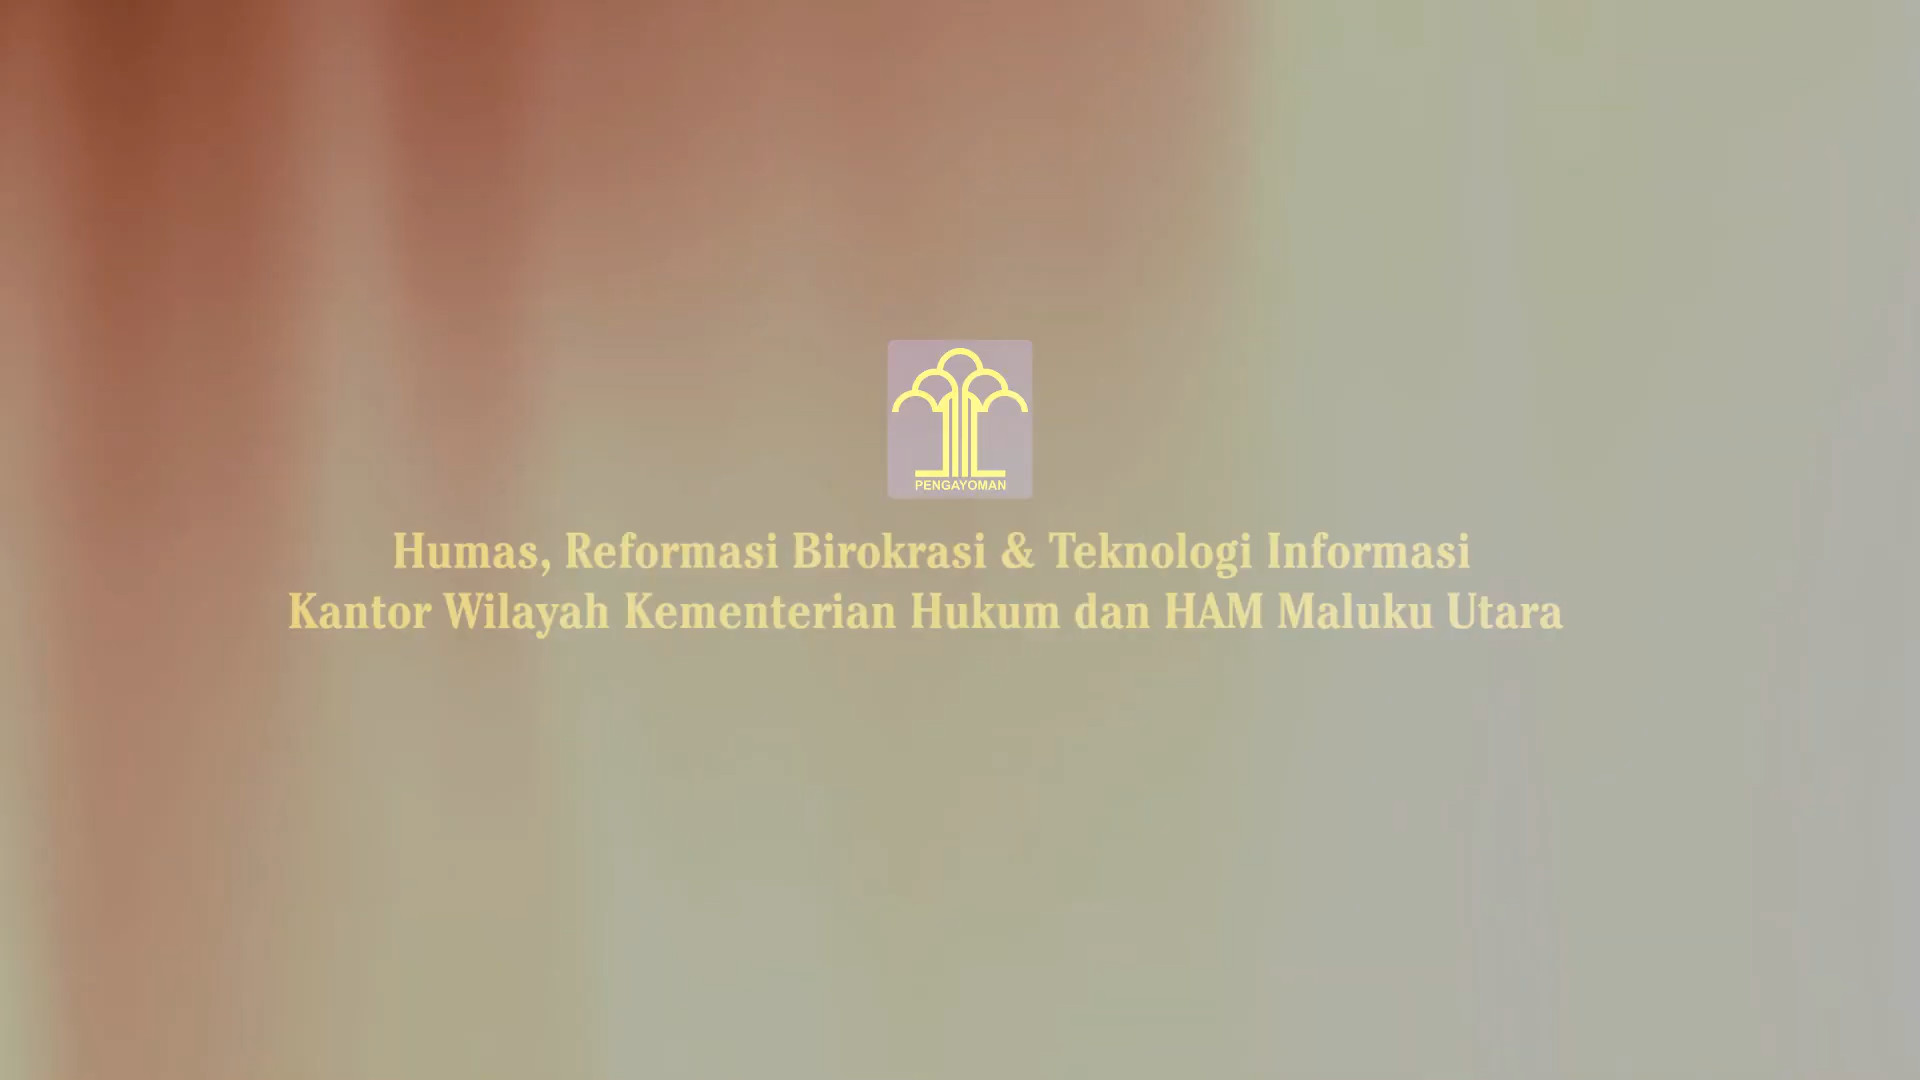 PENGAYOMAN
Humas, Reformasi Birokrasi & Teknologi Informasi
Kantor Wilayah Kementerian Hukum dan HAM Maluku Utara